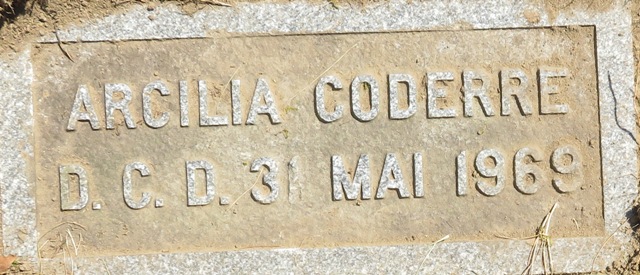 ARCILIA CODERRE
D.C.D. 31 MAI 1969